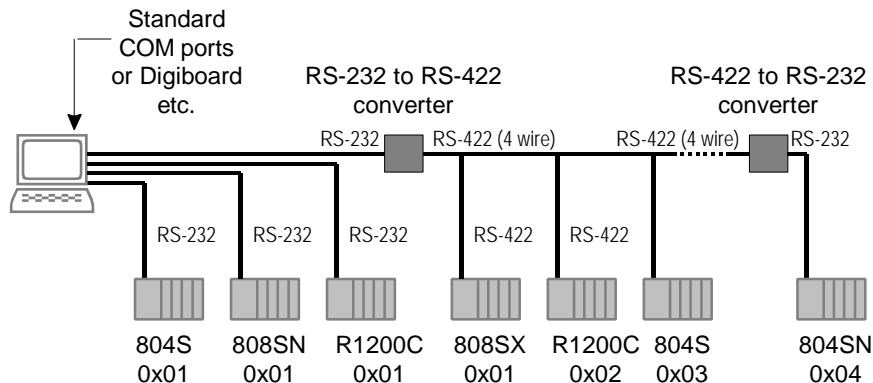 Standard
COM ports
or Digiboard
etc.
RS-232 to RS-422
converter
RS-422 to RS-232
converter
RS-232
RS-422 (4 wire)
RS-422 (4 wire)
RS-232
RS-232
RS-232
RS-232
RS-422
RS-422
804S
0x01
808SN
0x01
R1200C
0x01
808SX
0x01
R1200C
0x02
804S
0x03
804SN
0x04